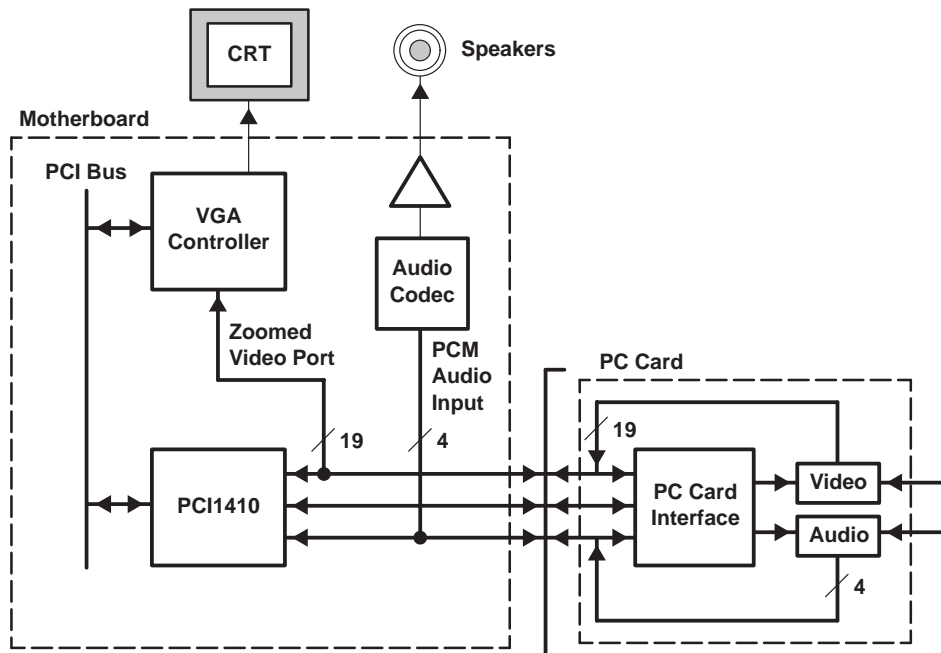 CRT
Speakers
Motherboard
PCI Bus
VGA
Controller
Audio
Codec
Zoomed
Video Port
PCM
Audio
Input
PC Card
19
4
19
PCI1410
PC Card
Interface
Video
Audio
4